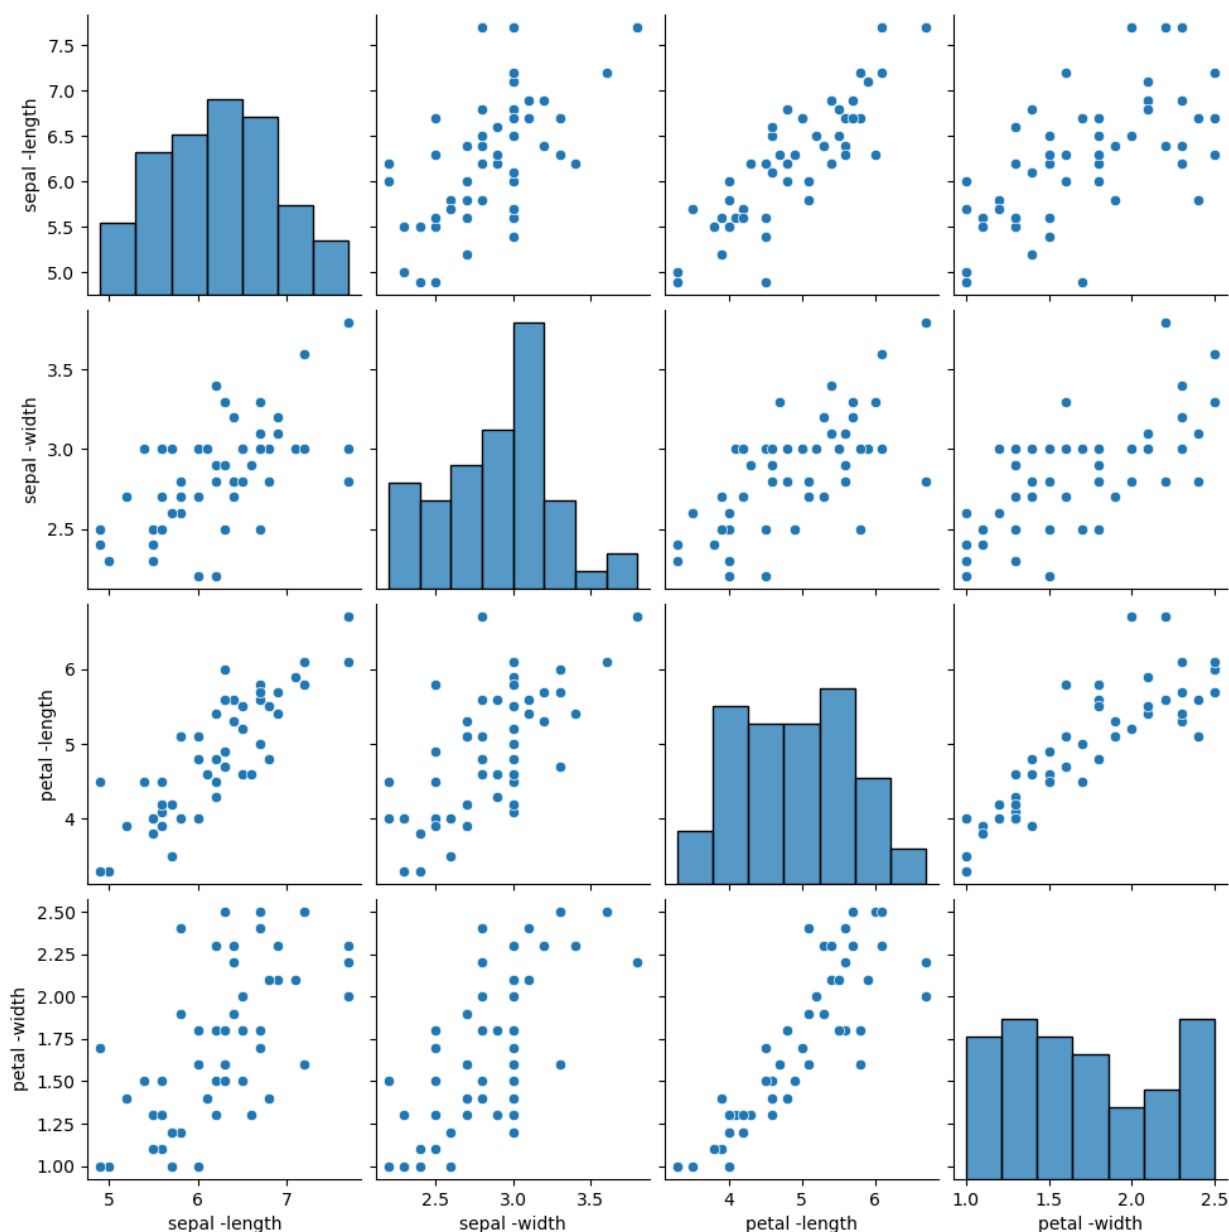 sepal -length
7.5
7.0
6.5
6.0
5.5
5.0
sepal -width
3.5
3.0
2.5
petal -length
6
5
4
petal -width
2.50
2.25
2.00
1.75
1.50
1.25
1.00
5 6 7
2.5 3.0 3.5
4 5 6
1.0 1.5 2.0 2.5
sepal -length
sepal -width
petal -length
petal -width